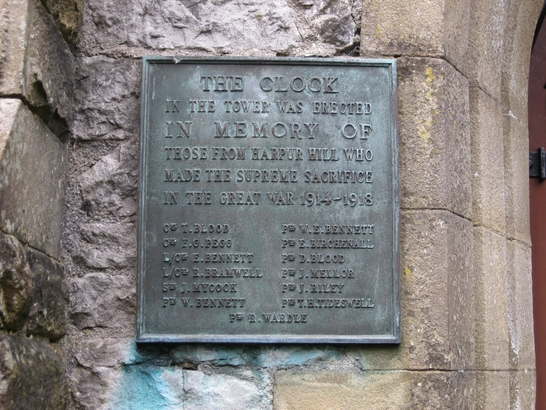 THE CLOCK
IN THE TOWER WAS ERECTED
IN MEMORY OF
THOSE FROM HARPUR HILL WHO
MADE THE SUPREME SACRIFICE
IN THE GREAT WAR 1914-1918
CPL T. BLOOD
CPL F. G. PEGG
L/CPL E. BENNETT
L/CPL R. BRAMWELL
SPR J. MYCOCK
PTE W. BENNETT
PTE W. E. BENNETT
PTE E. BIRCHENALL
PTE D. BLOOD
PTE J. MELLOR
PTE J. RILEY
PTE T. H. TIDESWELL
PTE R. WARDLE